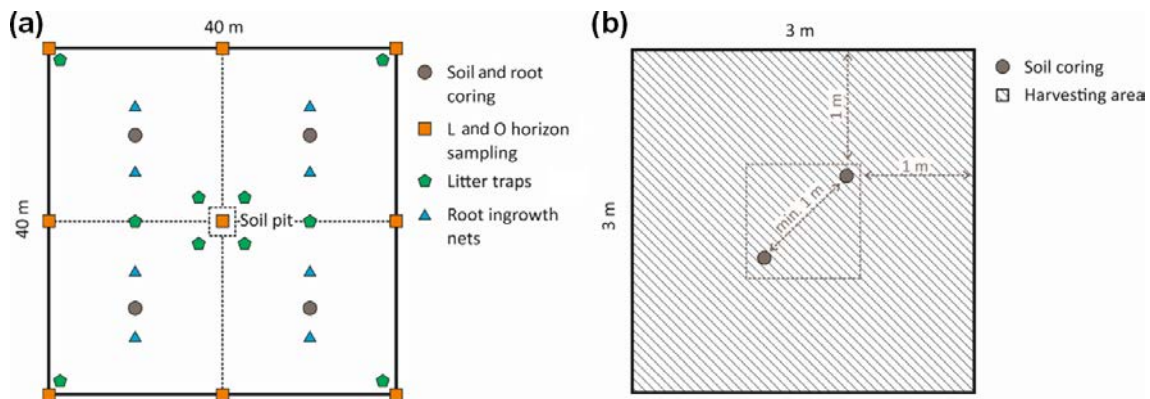 (a)
40 m
40 m
Soil pit
Soil and root
coring
L and O horizon
sampling
Litter traps
Root ingrowth
nets
(b)
3 m
3 m
1 m
1 m
min. 1 m
Soil coring
Harvesting area